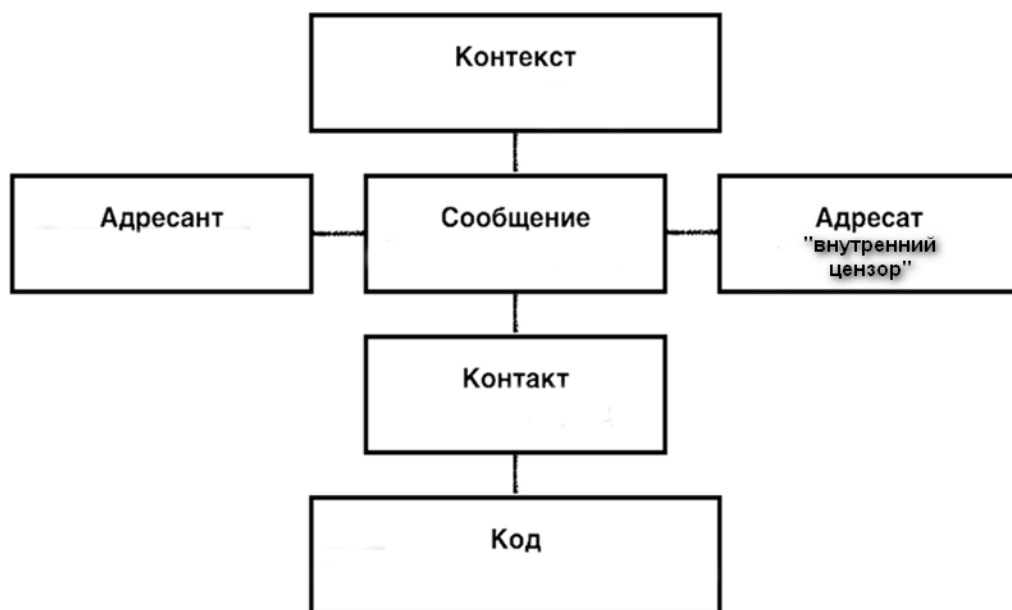 Контекст
Адресант
Сообщение
Адресат
"внутренний
цензор"
Контакт
Код